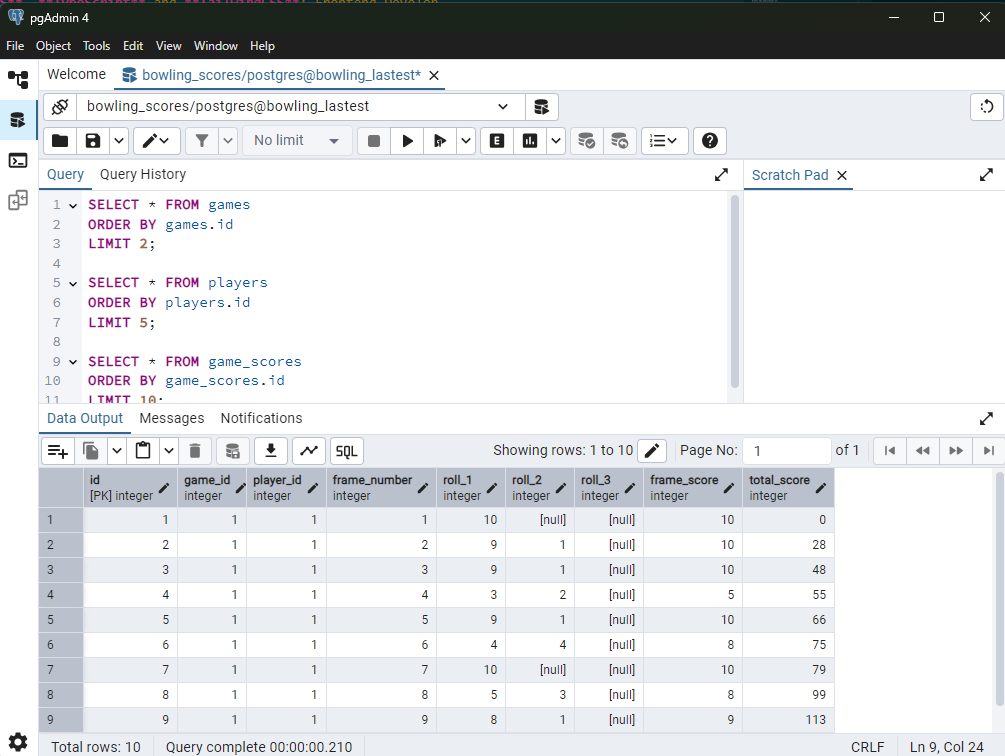 pgAdmin 4
File Object Tools Edit View Window Help
Welcome bowling_scores/postgres@bowling_lastest*
bowling_scores/postgres@bowling_lastest
No limit E
Query Query History Scratch Pad
1 SELECT * FROM games
2 ORDER BY games.id
3 LIMIT 2;
4
5 SELECT * FROM players
6 ORDER BY players.id
7 LIMIT 5;
8
9 SELECT * FROM game_scores
10 ORDER BY game_scores.id
11 LIMIT 10;
Data Output Messages Notifications
SQL Showing rows: 1 to 10 Page No: 1 of 1
id game_id player_id frame_number roll_1 roll_2 roll_3 frame_score total_score
[PK] integer integer integer integer integer integer integer integer integer
1 1 1 1 1 10 [null] [null] 10 0
2 2 1 1 2 9 1 [null] 10 28
3 3 1 1 3 9 1 [null] 10 48
4 4 1 1 4 3 2 [null] 5 55
5 5 1 1 5 9 1 [null] 10 66
6 6 1 1 6 4 4 [null] 8 75
7 7 1 1 7 10 [null] [null] 10 79
8 8 1 1 8 5 3 [null] 8 99
9 9 1 1 9 8 1 [null] 9 113
Total rows: 10 Query complete 00:00:00.210 CRLF Ln 9, Col 24